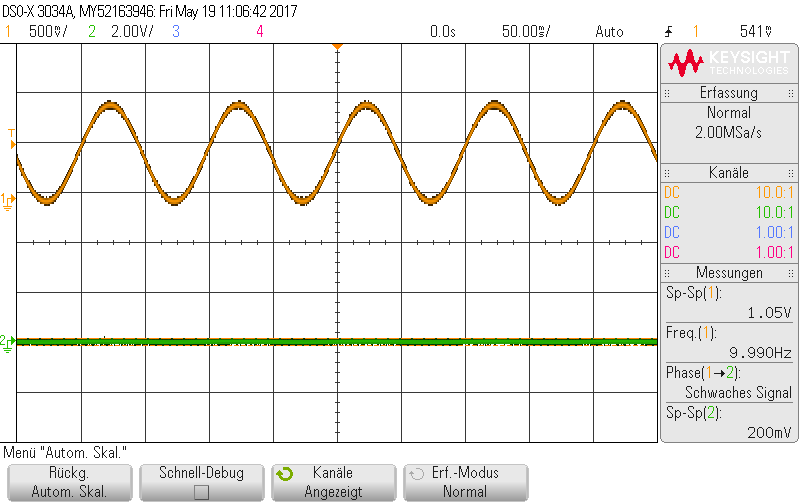 DSO-X 3034A, MY52163946: Fri May 19 11:06:42 2017
1 500mV/ 2 2.00V/ 3 4 0.0s 50.00ms/ Auto 1 541mV
KEYSIGHT
TECHNOLOGIES
Erfassung
Normal
2.00MSa/s
Kanäle
DC 10.0:1
DC 10.0:1
DC 1.00:1
DC 1.00:1
Messungen
Sp-Sp(1):
1.05V
Freq.(1):
9.990Hz
Phase(1→2):
Schwaches Signal
Sp-Sp(2):
200mV
T
1
2
Menü "Autom. Skal."
Rückg.
Autom. Skal.
Schnell-Debug
Kanäle
Angezeigt
Erf.-Modus
Normal